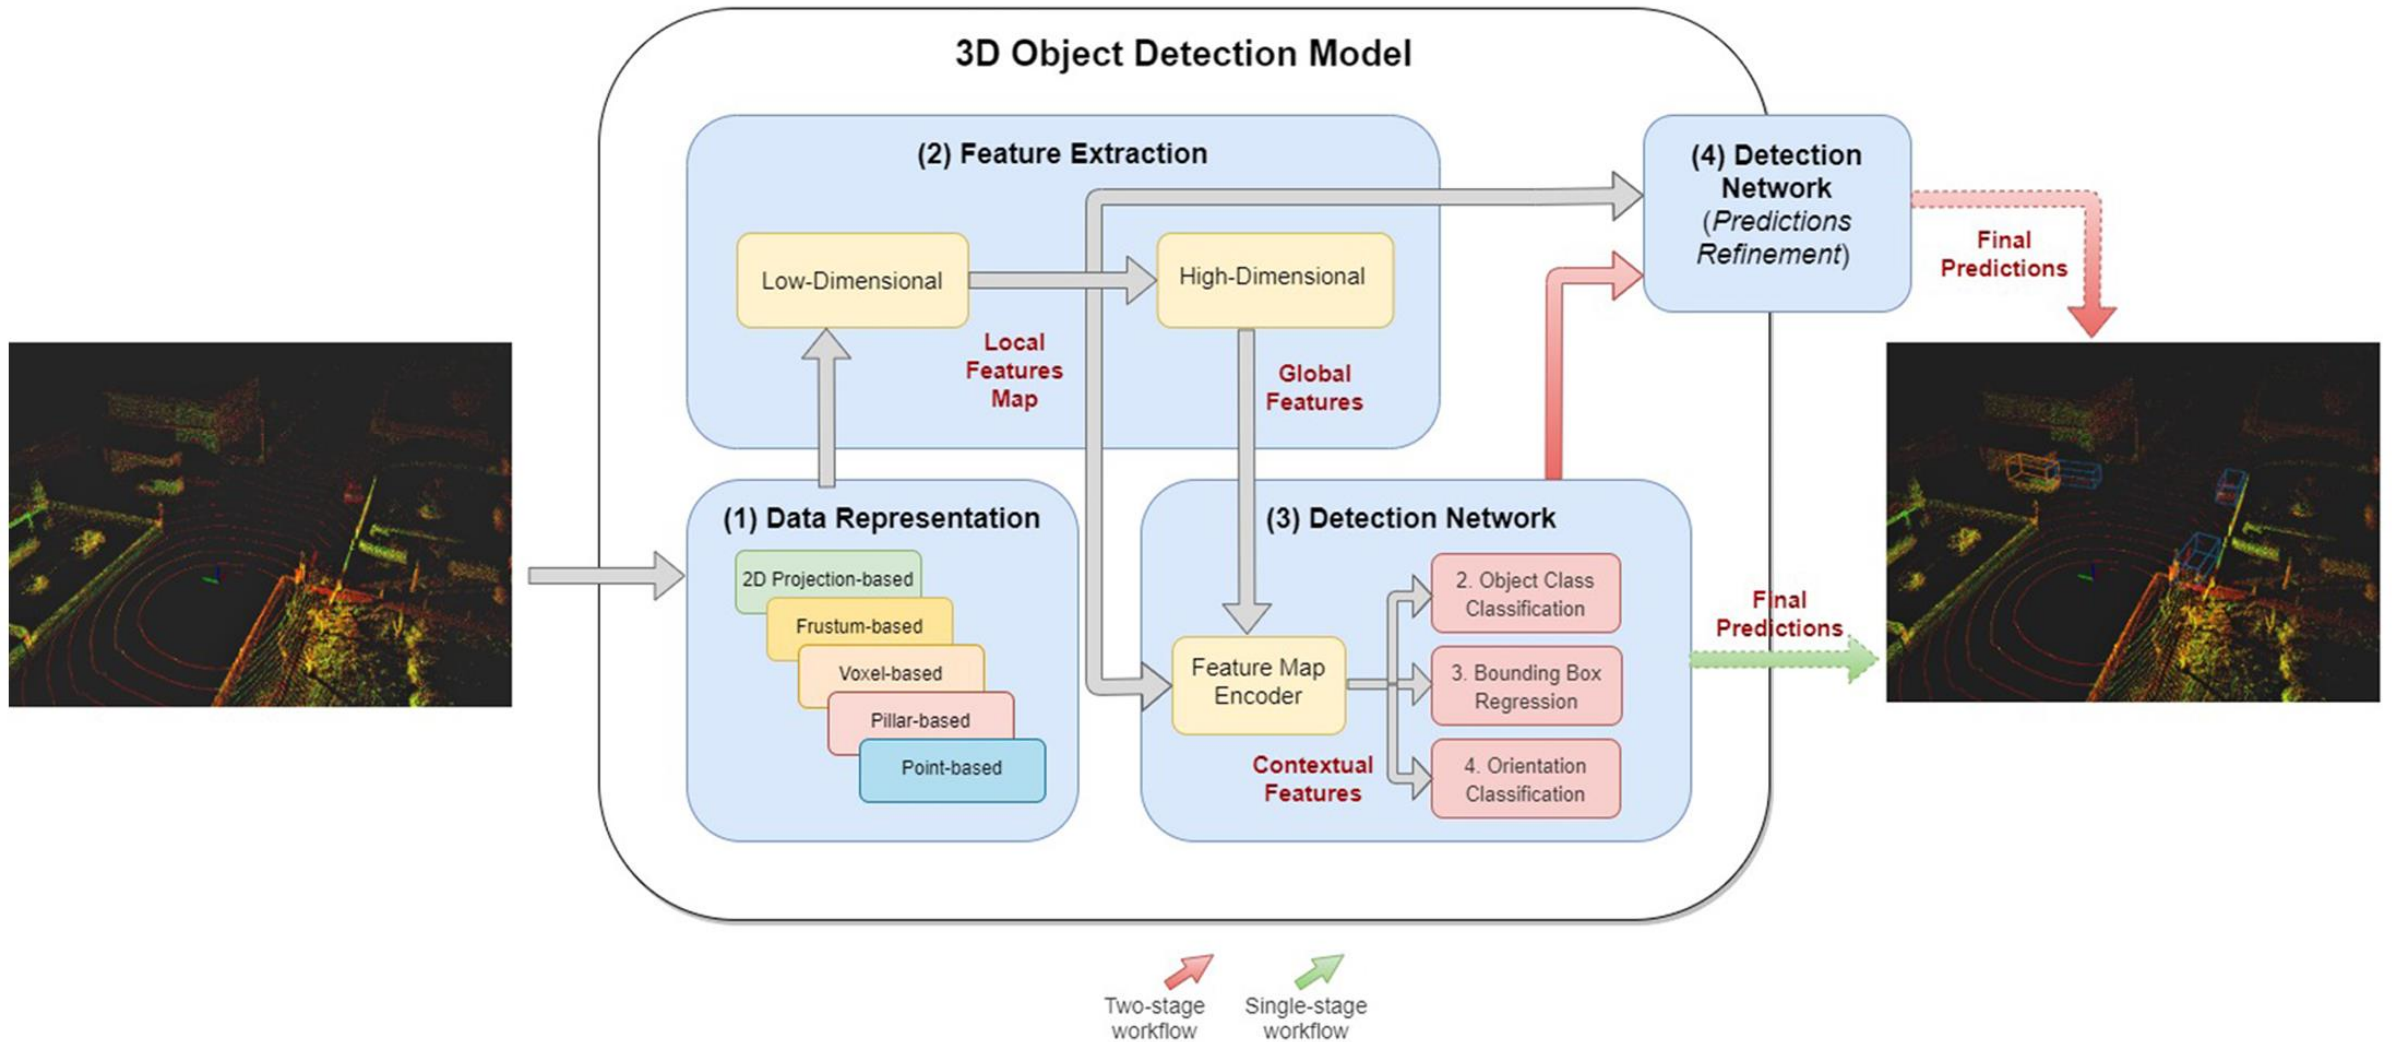 3D Object Detection Model
(2) Feature Extraction
(4) Detection
Network
(Predictions
Refinement)
Low-Dimensional
High-Dimensional
Final
Predictions
Local
Features
Map
Global
Features
(1) Data Representation
2D Projection-based
Frustum-based
Voxel-based
Pillar-based
Point-based
(3) Detection Network
Feature Map
Encoder
Contextual
Features
2. Object Class
Classification
3. Bounding Box
Regression
4. Orientation
Classification
Final
Predictions
Two-stage
workflow
Single-stage
workflow